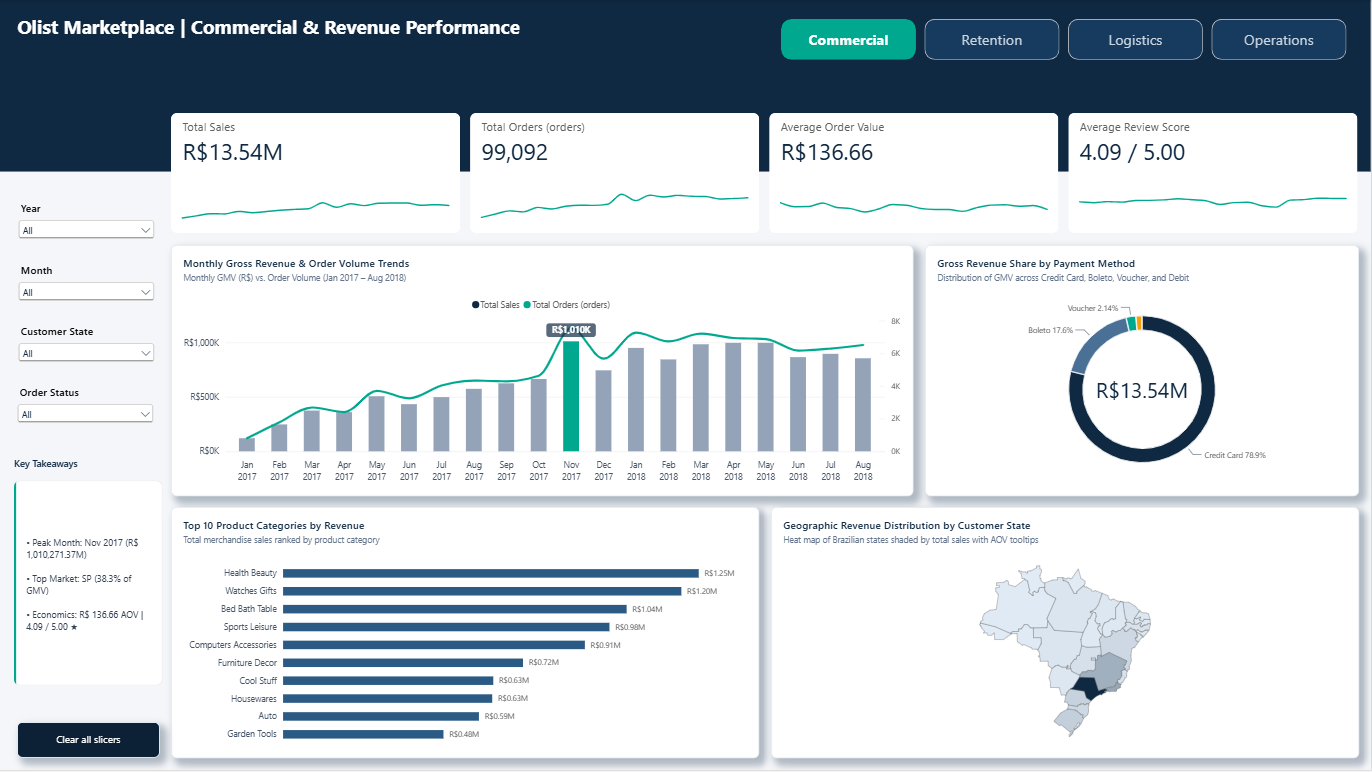 Olist Marketplace | Commercial & Revenue Performance
Commercial
Retention
Logistics
Operations
Total Sales
R$13.54M
Total Orders (orders)
99,092
Average Order Value
R$136.66
Average Review Score
4.09 / 5.00
Year
All
Month
All
Customer State
All
Order Status
All
Key Takeaways
• Peak Month: Nov 2017 (R$
1,010,271.37M)
• Top Market: SP (38.3% of
GMV)
• Economics: R$ 136.66 AOV |
4.09 / 5.00 ★
Clear all slicers
Monthly Gross Revenue & Order Volume Trends
Monthly GMV (R$) vs. Order Volume (Jan 2017 – Aug 2018)
Total Sales
Total Orders (orders)
R$1,010K
R$1,000K
R$500K
R$0K
8K
6K
4K
2K
0K
Jan 2017
Feb 2017
Mar 2017
Apr 2017
May 2017
Jun 2017
Jul 2017
Aug 2017
Sep 2017
Oct 2017
Nov 2017
Dec 2017
Jan 2018
Feb 2018
Mar 2018
Apr 2018
May 2018
Jun 2018
Jul 2018
Aug 2018
Gross Revenue Share by Payment Method
Distribution of GMV across Credit Card, Boleto, Voucher, and Debit
Voucher 2.14%
Boleto 17.6%
R$13.54M
Credit Card 78.9%
Top 10 Product Categories by Revenue
Total merchandise sales ranked by product category
Health Beauty R$1.25M
Watches Gifts R$1.20M
Bed Bath Table R$1.04M
Sports Leisure R$0.98M
Computers Accessories R$0.91M
Furniture Decor R$0.72M
Cool Stuff R$0.63M
Housewares R$0.63M
Auto R$0.59M
Garden Tools R$0.48M
Geographic Revenue Distribution by Customer State
Heat map of Brazilian states shaded by total sales with AOV tooltips